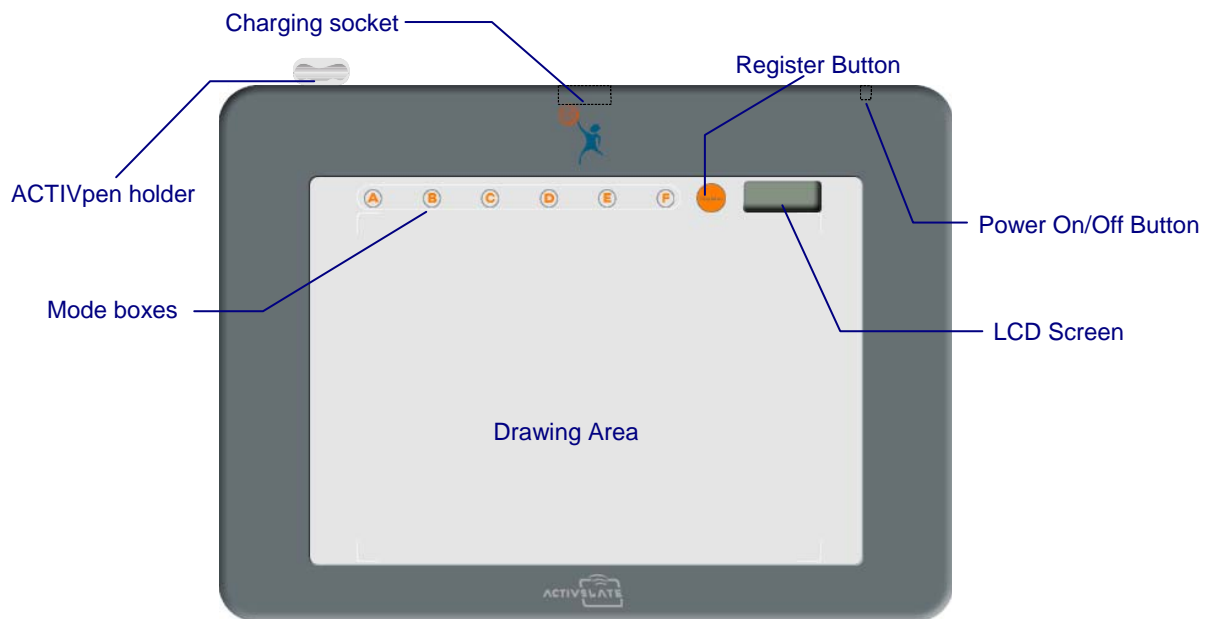 Charging socket
Register Button
ACTIVpen holder
A B C D E F
Power On/Off Button
Mode boxes
LCD Screen
Drawing Area
ACTIVSLATE